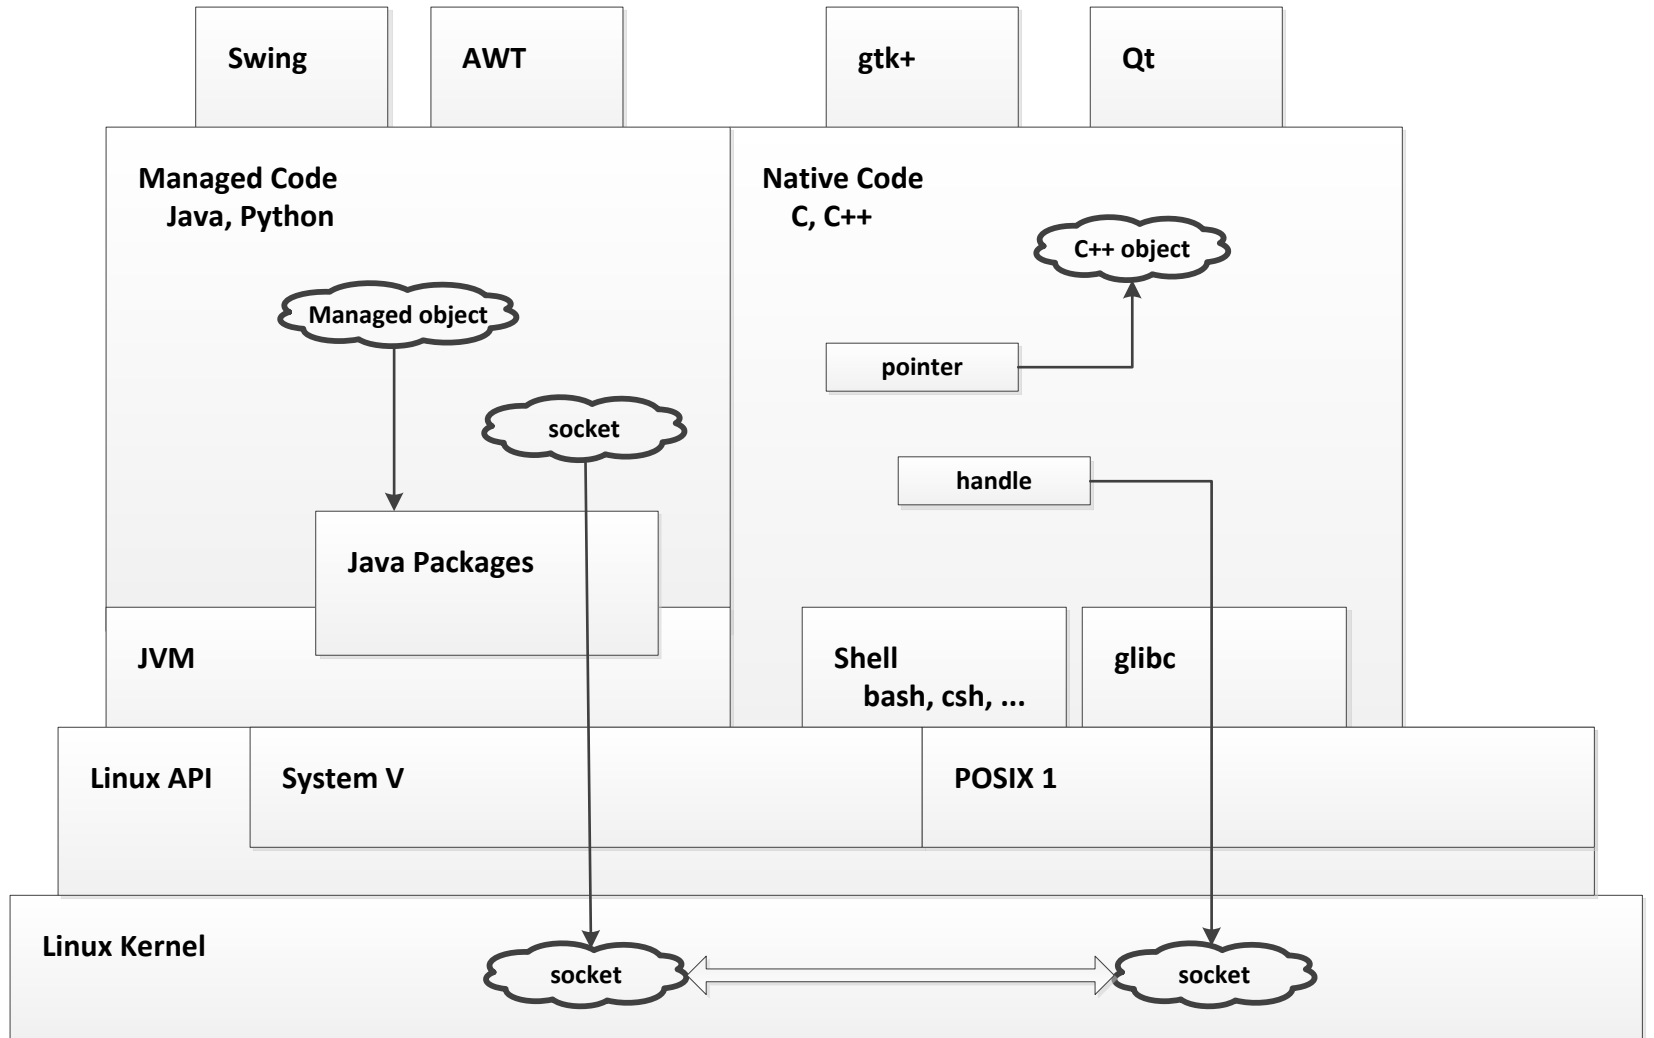 Swing
AWT
gtk+
Qt
Managed Code
Java, Python
Native Code
C, C++
C++ object
Managed object
pointer
socket
handle
Java Packages
JVM
Shell
bash, csh, ...
glibc
Linux API
System V
POSIX 1
Linux Kernel
socket
socket